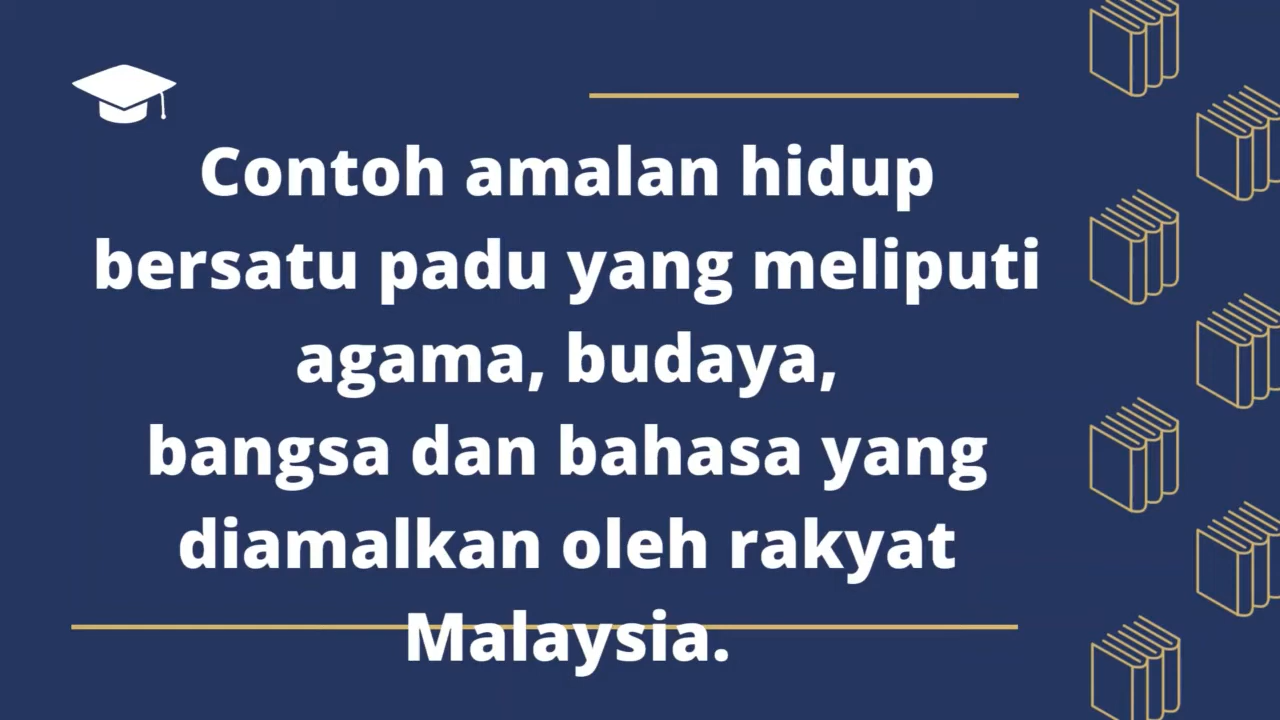 Contoh amalan hidup
bersatu padu yang meliputi
agama, budaya,
bangsa dan bahasa yang
diamalkan oleh rakyat
Malaysia.